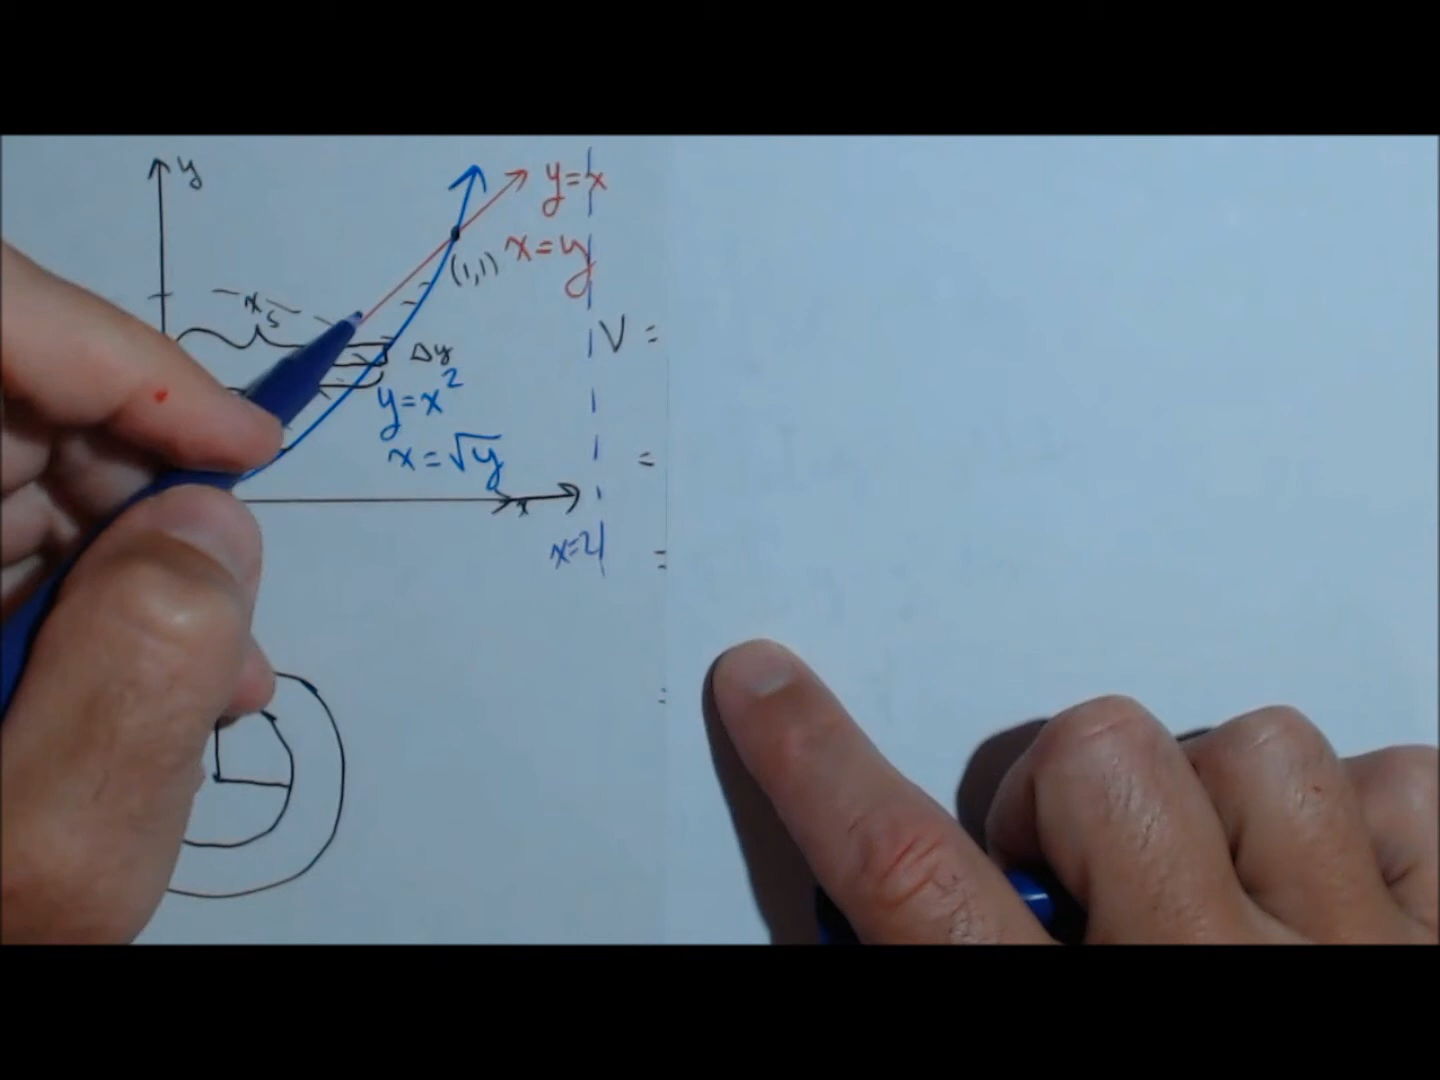 y
y=x
x=y
(1,1)
x
V =
Δy
y=x²
x=√y
=
x
x=2
=
=